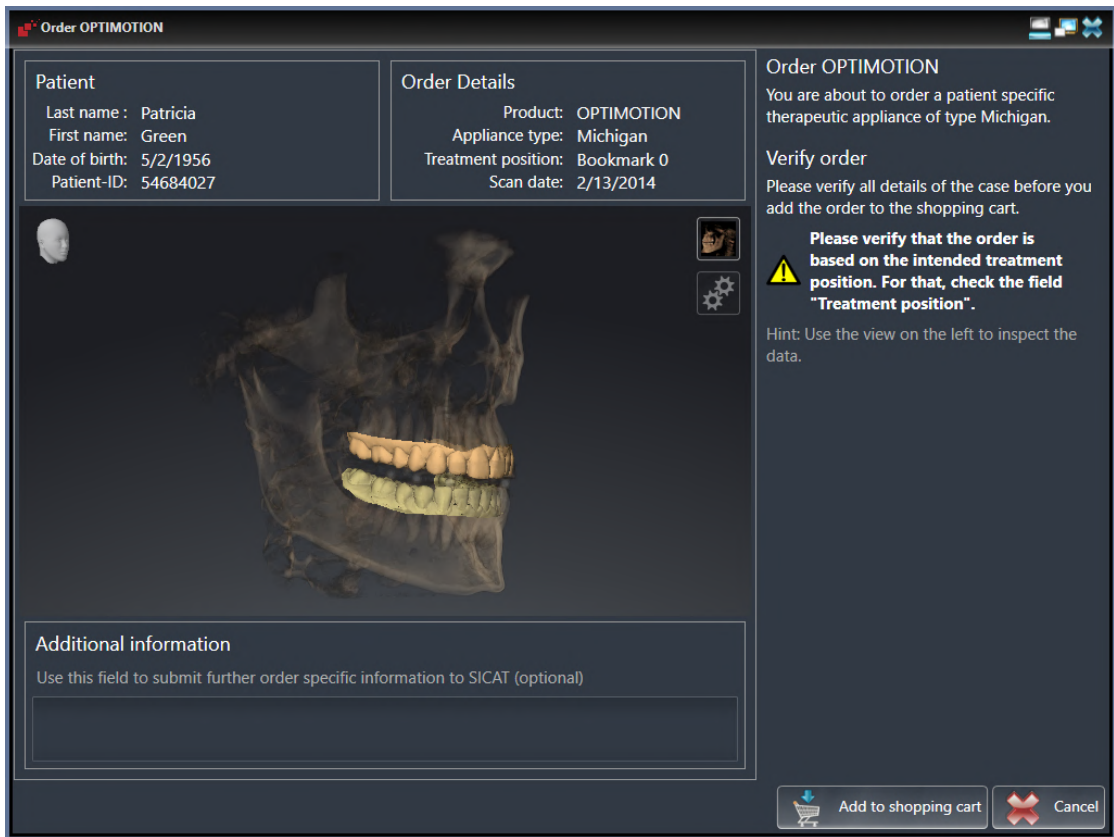 Order OPTIMOTION
Patient
Last name : Patricia
First name: Green
Date of birth: 5/2/1956
Patient-ID: 54684027
Order Details
Product: OPTIMOTION
Appliance type: Michigan
Treatment position: Bookmark 0
Scan date: 2/13/2014
Additional information
Use this field to submit further order specific information to SICAT (optional)
Order OPTIMOTION
You are about to order a patient specific
therapeutic appliance of type Michigan.
Verify order
Please verify all details of the case before you
add the order to the shopping cart.
Please verify that the order is
based on the intended treatment
position. For that, check the field
"Treatment position".
Hint: Use the view on the left to inspect the
data.
Add to shopping cart
Cancel